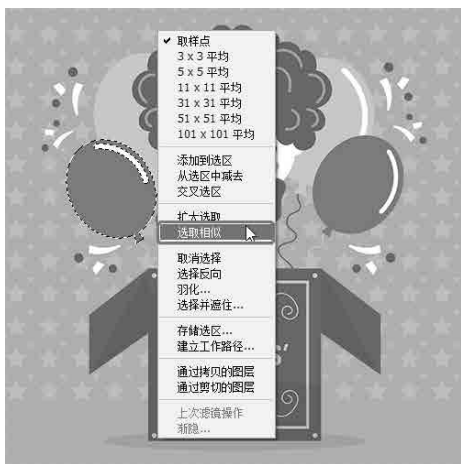 取样点
3 x 3 平均
5 x 5 平均
11 x 11 平均
31 x 31 平均
51 x 51 平均
101 x 101 平均
添加到选区
从选区中减去
交叉选区
扩大选取
选取相似
取消选择
选择反向
羽化...
选择并遮住...
存储选区...
建立工作路径...
通过拷贝的图层
通过剪切的图层
上次滤镜操作
渐隐...